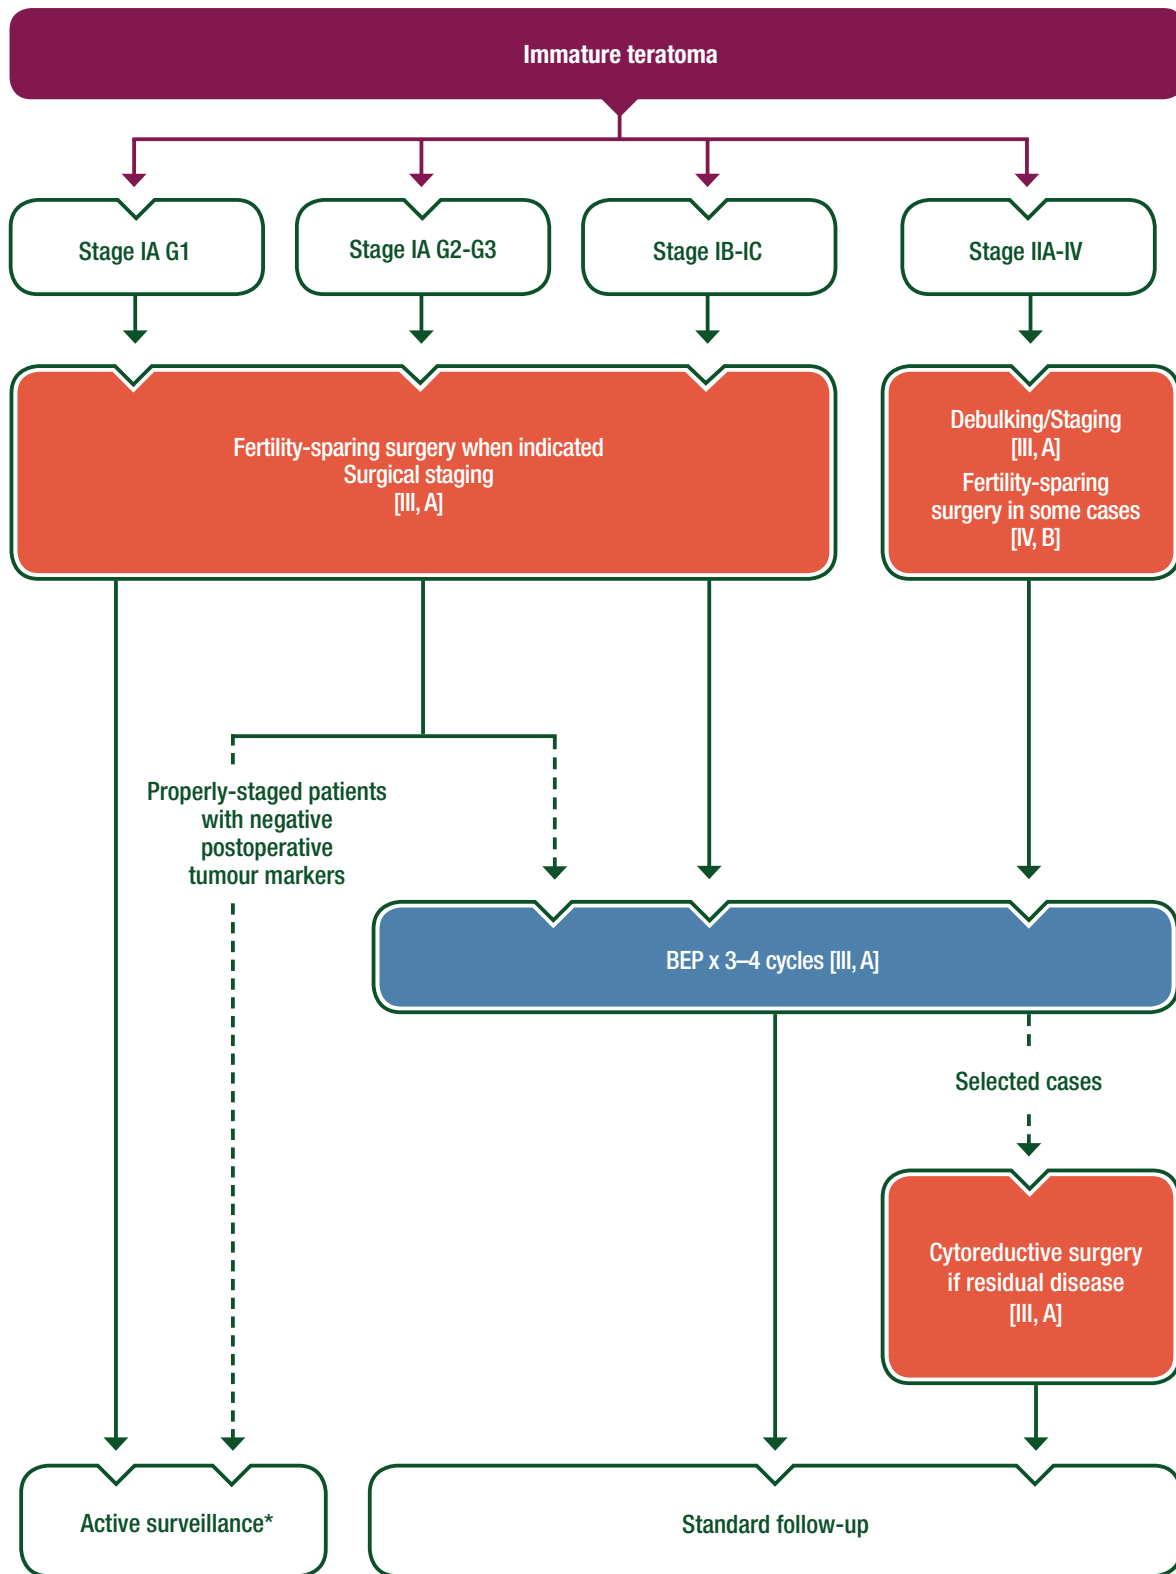 Immature teratoma
Stage IA G1
Stage IA G2-G3
Stage IB-IC
Stage IIA-IV
Fertility-sparing surgery when indicated
Surgical staging
[III, A]
Debulking/Staging
[III, A]
Fertility-sparing
surgery in some cases
[IV, B]
Properly-staged patients
with negative
postoperative
tumour markers
BEP x 3–4 cycles [III, A]
Selected cases
Cytoreductive surgery
if residual disease
[III, A]
Active surveillance*
Standard follow-up